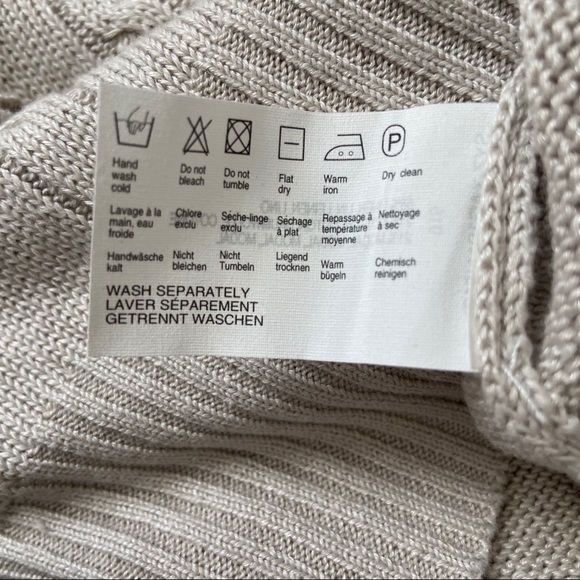 P
Hand wash cold
Do not bleach
Do not tumble
Flat dry
Warm iron
Dry clean
Lavage à la main, eau froide
Chlore exclu
Séche-linge exclu
Séchage à plat
Repassage à température moyenne
Nettoyage à sec
Handwäsche kalt
Nicht bleichen
Nicht Tumbeln
Liegend trocknen
Warm bügeln
Chemisch reinigen
WASH SEPARATELY
LAVER SÉPAREMENT
GETRENNT WASCHEN